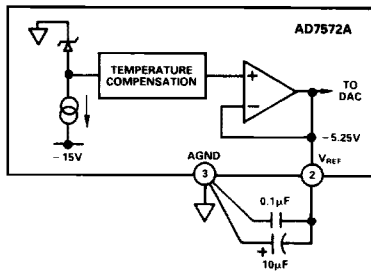 AD7572A
TEMPERATURE
COMPENSATION
+
−
TO
DAC
−5.25V
−15V
AGND
VREF
3
2
0.1µF
+
10µF